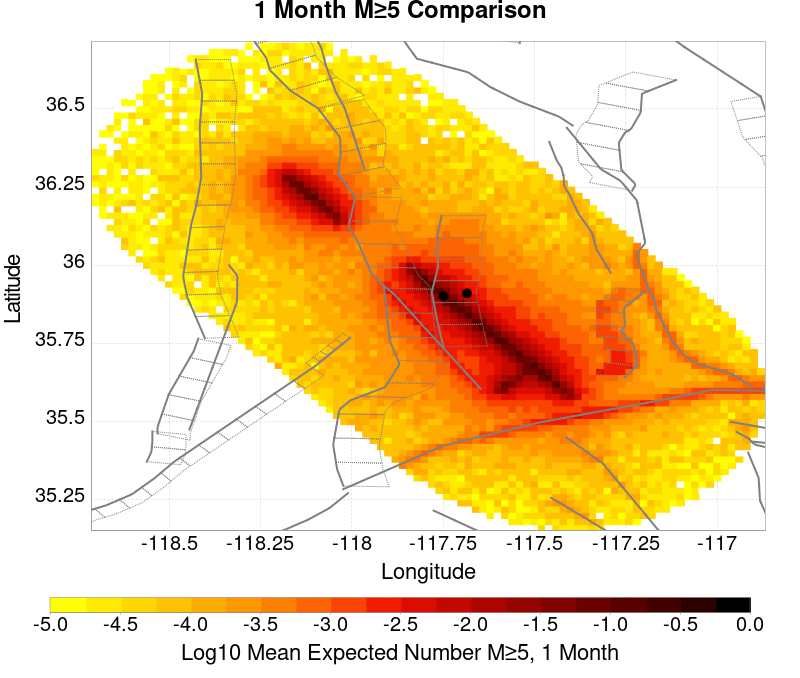 1 Month M≥5 Comparison
36.5
36.25
36
35.75
35.5
35.25
Latitude
-118.5 -118.25 -118 -117.75 -117.5 -117.25 -117
Longitude
-5.0 -4.5 -4.0 -3.5 -3.0 -2.5 -2.0 -1.5 -1.0 -0.5 0.0
Log10 Mean Expected Number M≥5, 1 Month